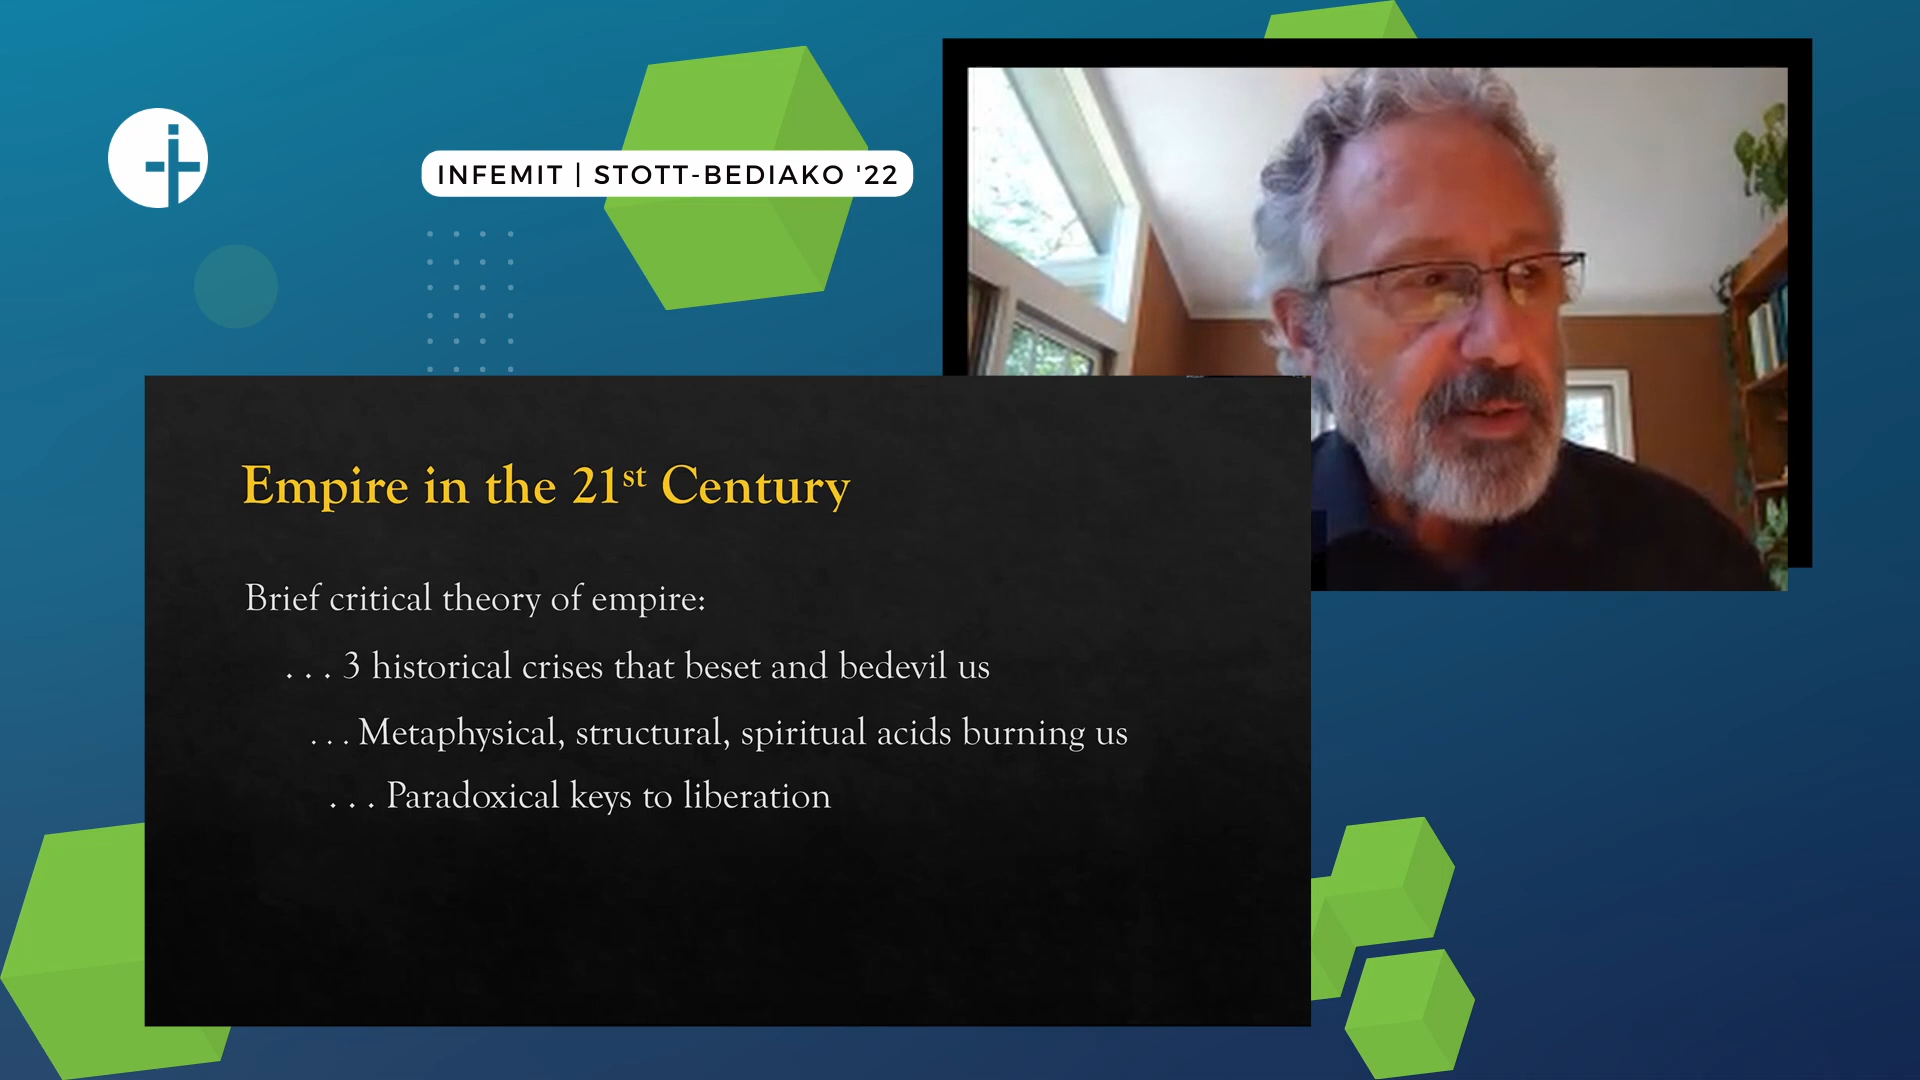 INFEMIT | STOTT-BEDIAKO '22
Empire in the 21st Century
Brief critical theory of empire:
. . . 3 historical crises that beset and bedevil us
. . . Metaphysical, structural, spiritual acids burning us
. . . Paradoxical keys to liberation